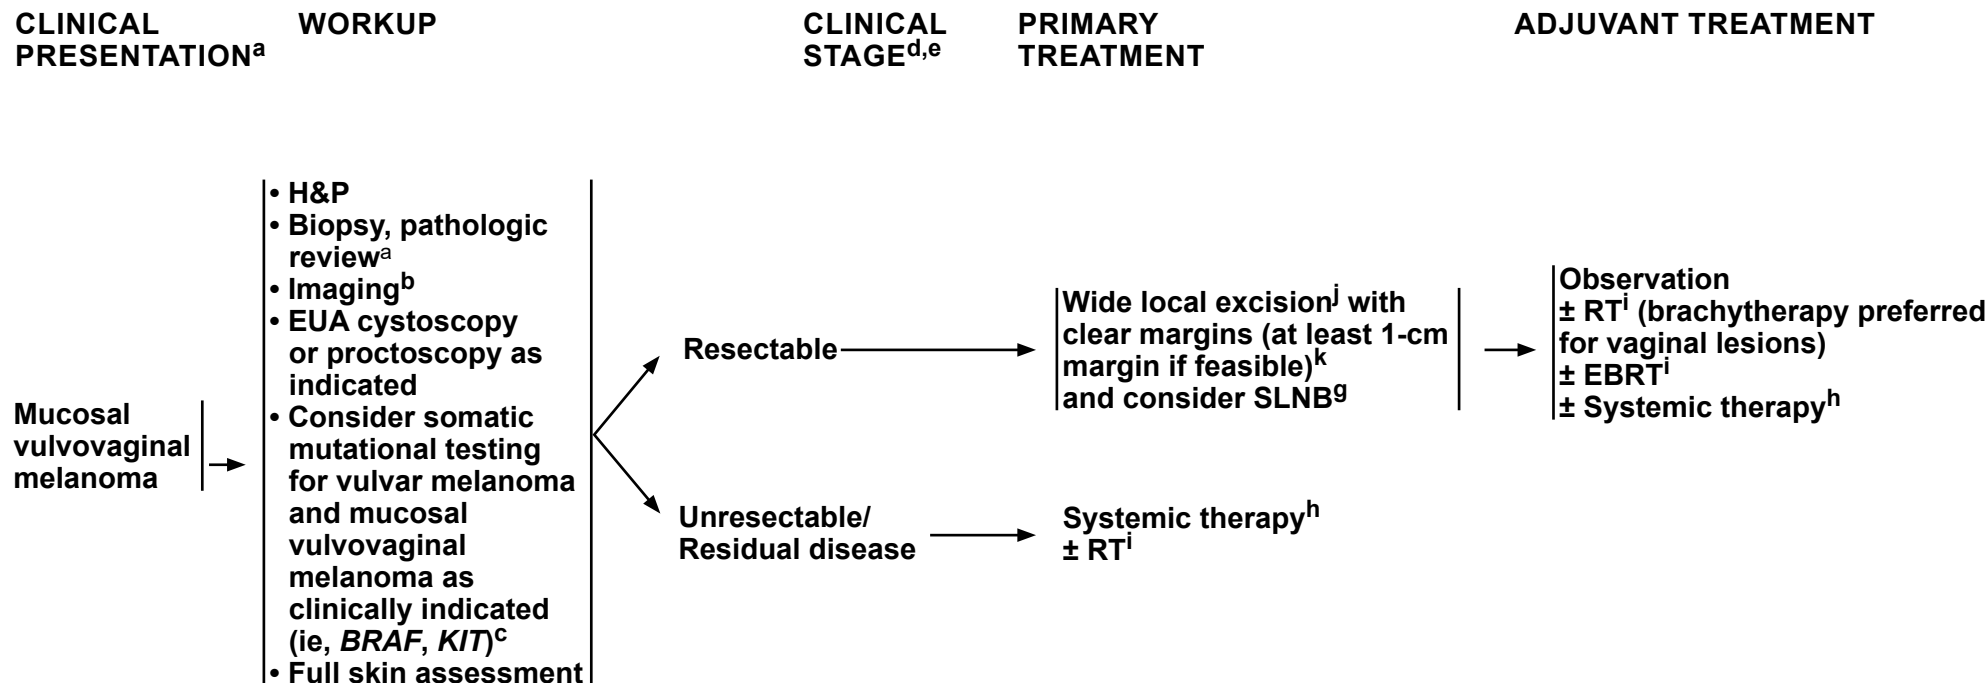 CLINICAL
PRESENTATIONa
WORKUP
CLINICAL
STAGEd,e
PRIMARY
TREATMENT
ADJUVANT TREATMENT
Mucosal
vulvovaginal
melanoma
• H&P
• Biopsy, pathologic
reviewa
• Imagingb
• EUA cystoscopy
or proctoscopy as
indicated
• Consider somatic
mutational testing
for vulvar melanoma
and mucosal
vulvovaginal
melanoma as
clinically indicated
(ie, BRAF, KIT)c
• Full skin assessment
Resectable
Wide local excisionj with
clear margins (at least 1-cm
margin if feasible)k
and consider SLNBg
Observation
± RTi (brachytherapy preferred
for vaginal lesions)
± EBRTi
± Systemic therapyh
Unresectable/
Residual disease
Systemic therapyh
± RTi